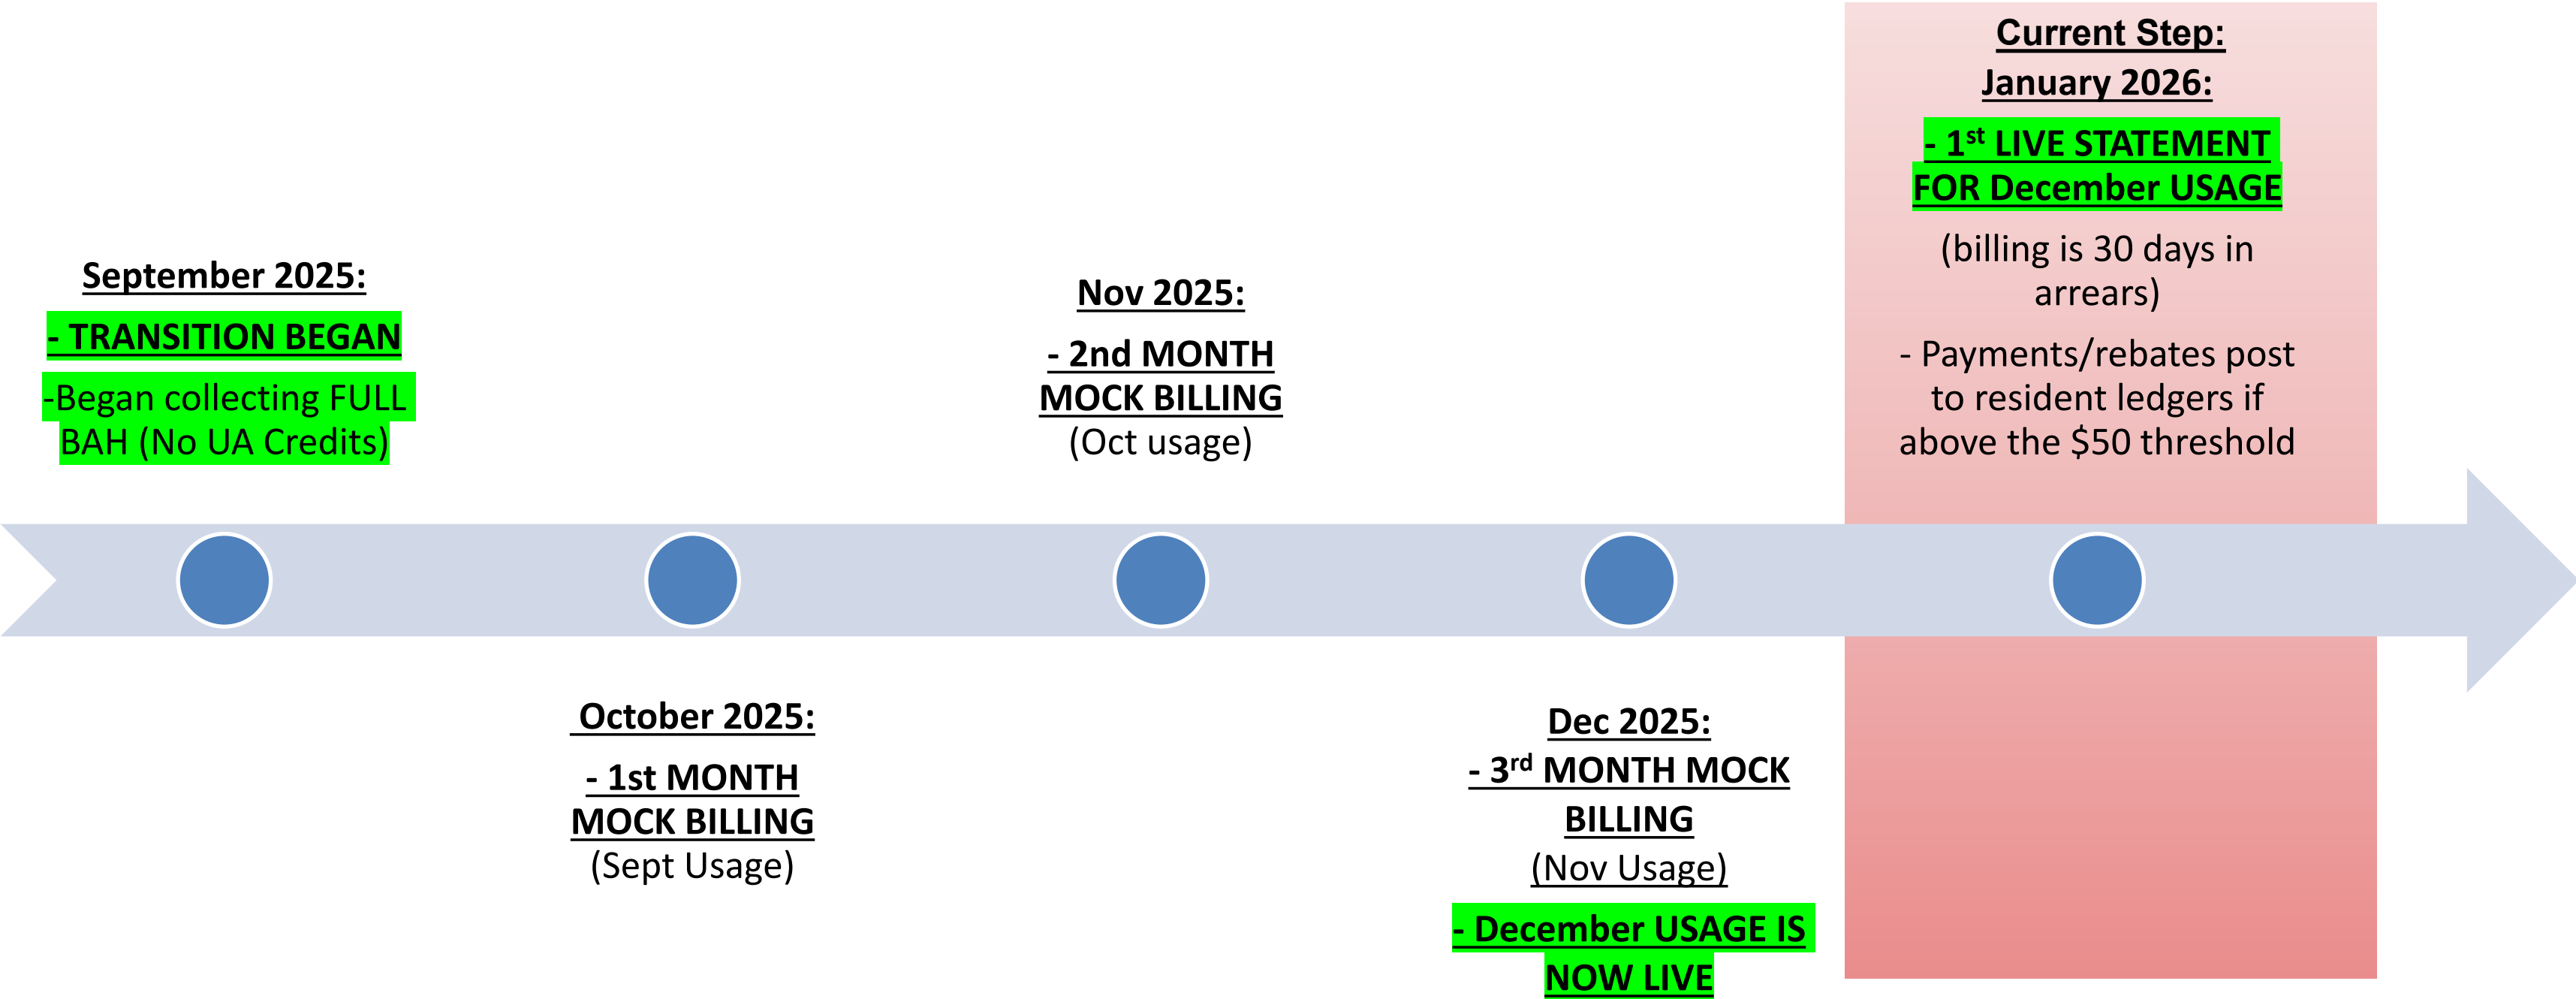 September 2025:
- TRANSITION BEGAN
-Began collecting FULL
BAH (No UA Credits)
October 2025:
- 1st MONTH
MOCK BILLING
(Sept Usage)
Nov 2025:
- 2nd MONTH
MOCK BILLING
(Oct usage)
Dec 2025:
- 3rd MONTH MOCK
BILLING
(Nov Usage)
- December USAGE IS
NOW LIVE
Current Step:
January 2026:
- 1st LIVE STATEMENT
FOR December USAGE
(billing is 30 days in
arrears)
- Payments/rebates post
to resident ledgers if
above the $50 threshold